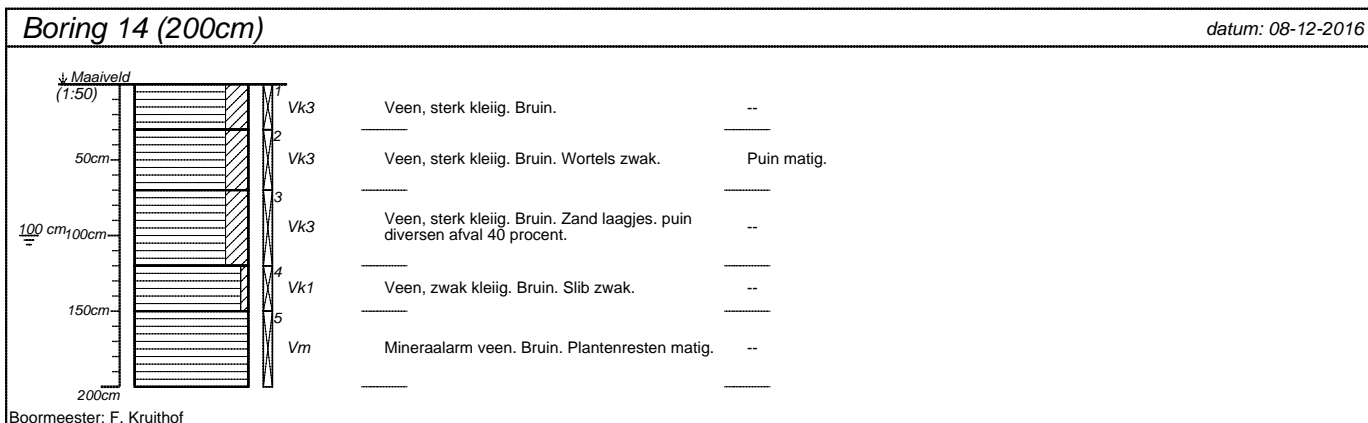 Boring 14 (200cm) datum: 08-12-2016
Maaiveld
(1:50)
1
Vk3 Veen, sterk kleiig. Bruin. --
2
50cm Vk3 Veen, sterk kleiig. Bruin. Wortels zwak. Puin matig.
3
Vk3 Veen, sterk kleiig. Bruin. Zand laagjes. puin
diversen afval 40 procent. --
100 cm 100cm
4
Vk1 Veen, zwak kleiig. Bruin. Slib zwak. --
150cm
5
Vm Mineraalarm veen. Bruin. Plantenresten matig. --
200cm
Boormeester: F. Kruithof